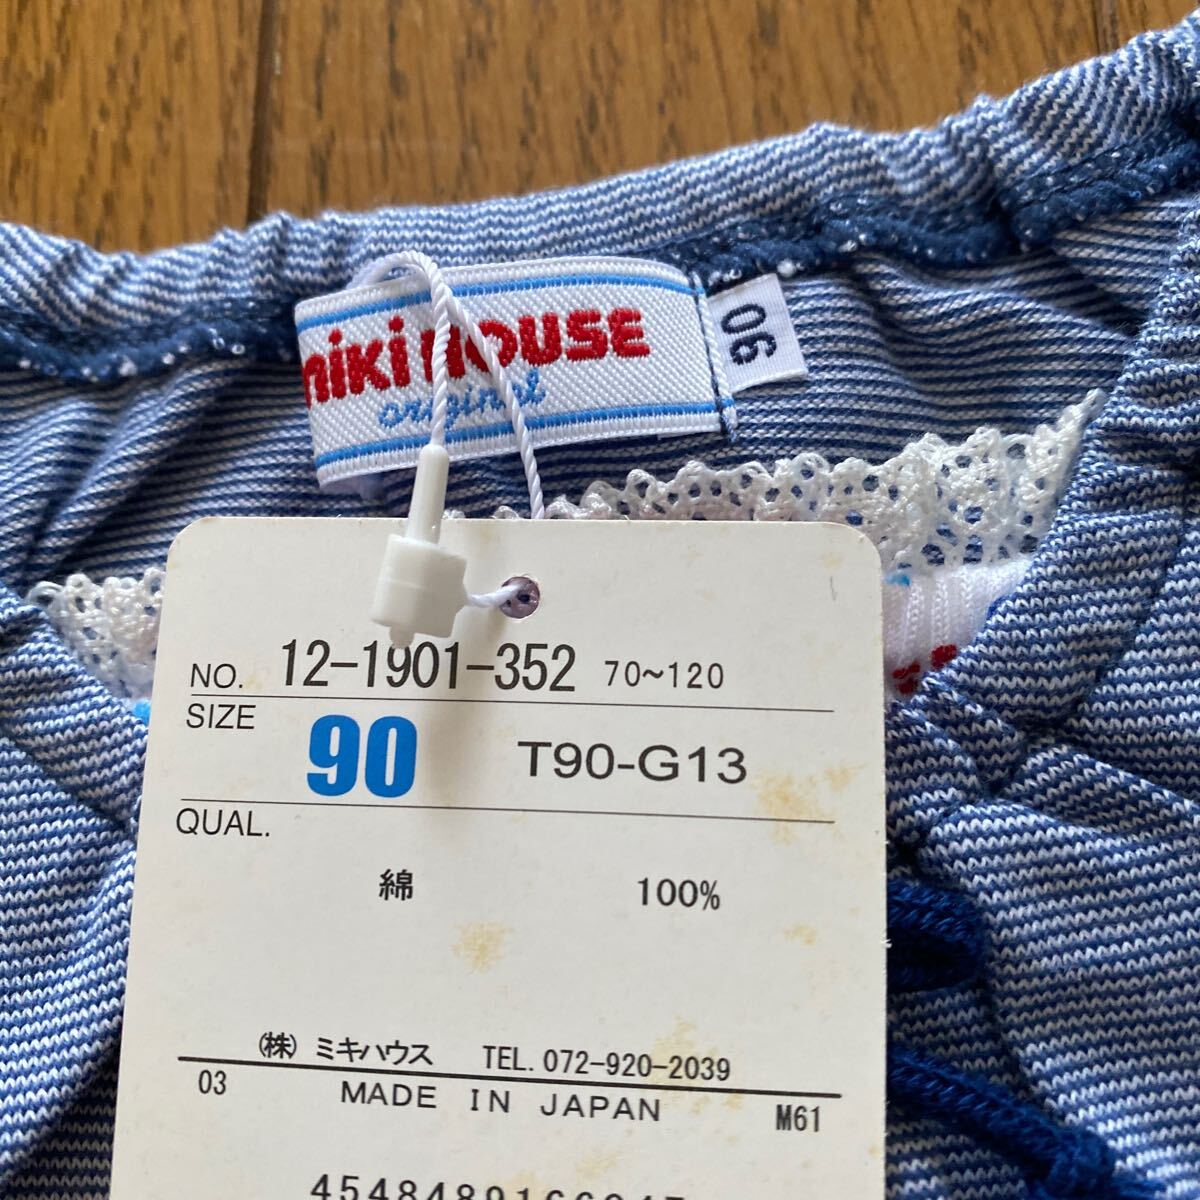 miki HOUSE
original
90
NO. 12-1901-352 70~120
SIZE 90 T90-G13
QUAL.
綿 100%
㈱ ミキハウス TEL. 072-920-2039
03 MADE IN JAPAN M61